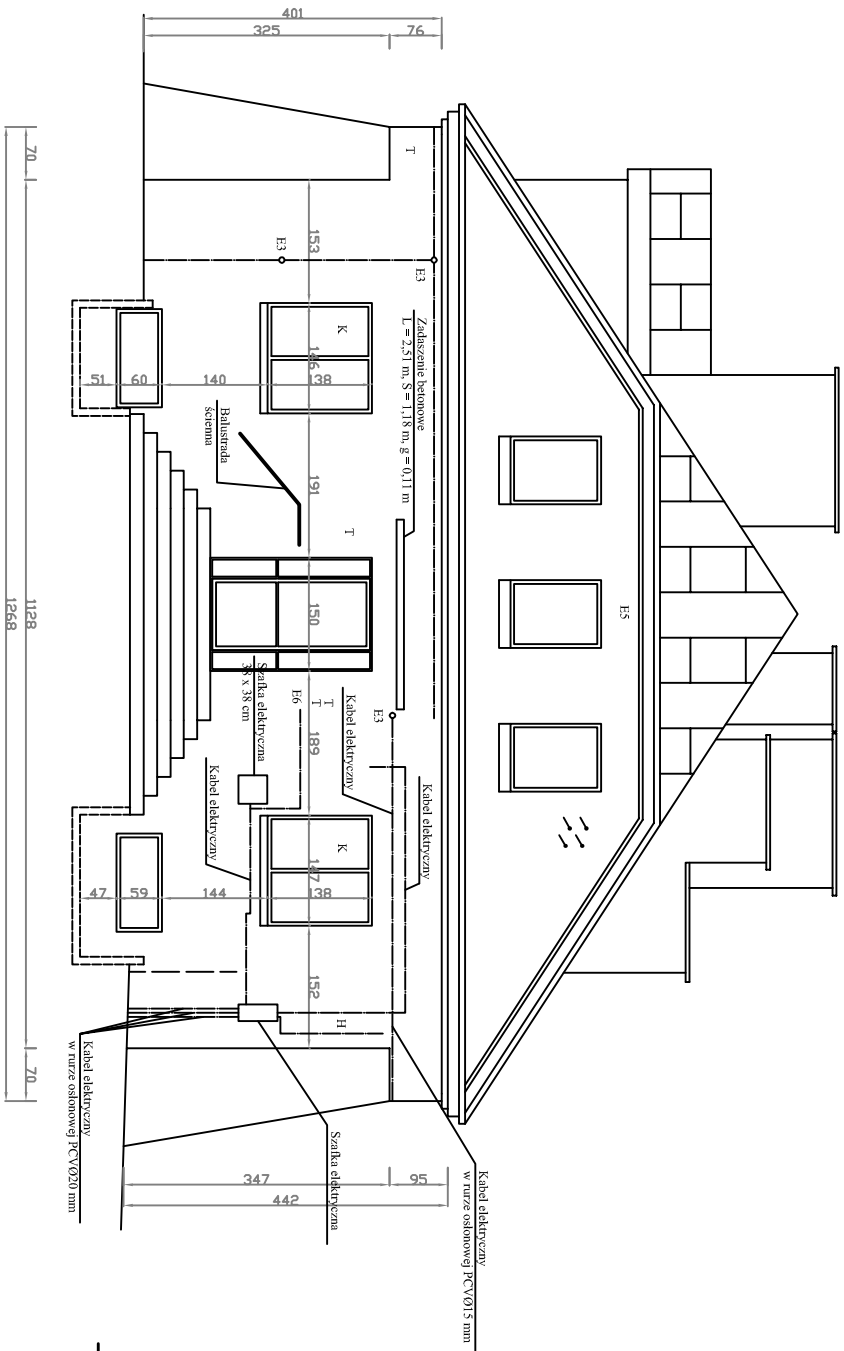 E5
Zadaszenie betonowe
L = 2,51 m, S = 1,18 m, g = 0,11 m
T
E3
E3
E3
K
T
T
T
E6
K
H
Balustrada
ścienna
Szafka elektryczna
38 x 38 cm
Kabel elektryczny
Kabel elektryczny
Kabel elektryczny
Kabel elektryczny
w rurze osłonowej PCVØ15 mm
Szafka elektryczna
Kabel elektryczny
w rurze osłonowej PCVØ20 mm
401
325
76
153
146
191
150
189
147
152
138
140
60
51
138
144
59
47
347
95
442
70
1128
70
1268